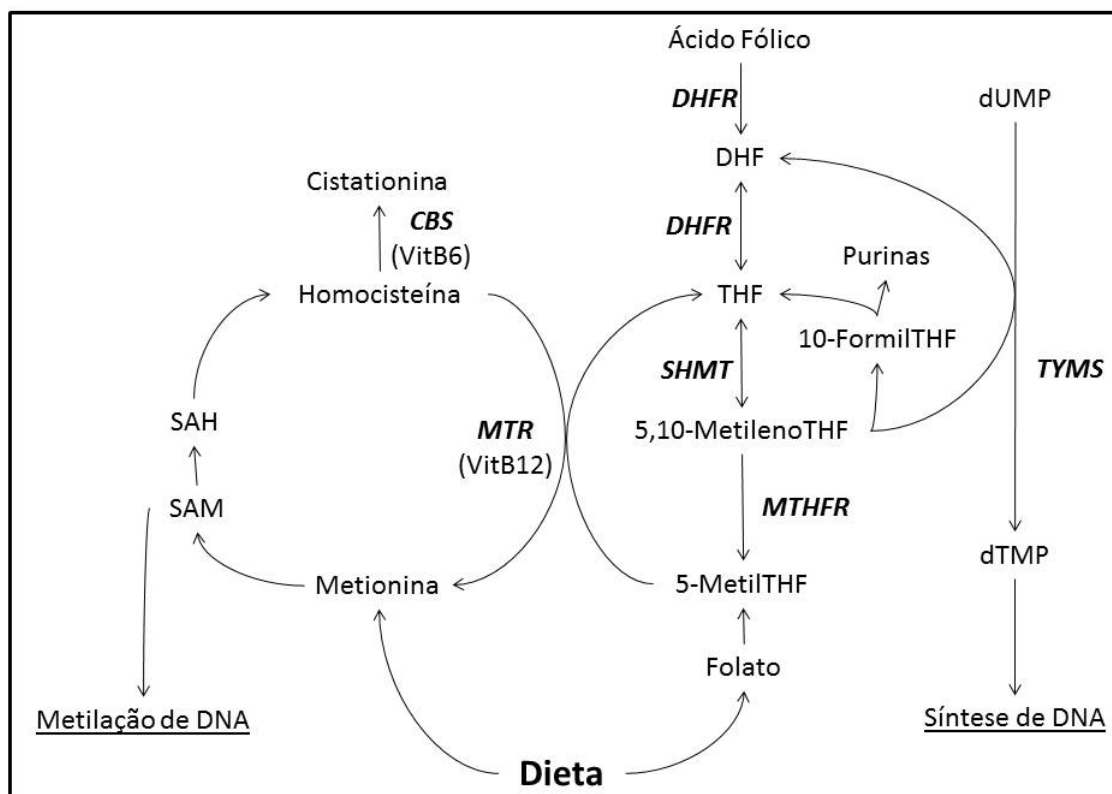 Ácido Fólico
DHFR
dUMP
DHF
Cistationina
CBS
(VitB6)
DHFR
Purinas
Homocisteína
THF
10-FormilTHF
SHMT
TYMS
SAH
MTR
5,10-MetilenoTHF
(VitB12)
SAM
MTHFR
dTMP
Metionina
5-MetilTHF
Folato
Metilação de DNA
Síntese de DNA
Dieta